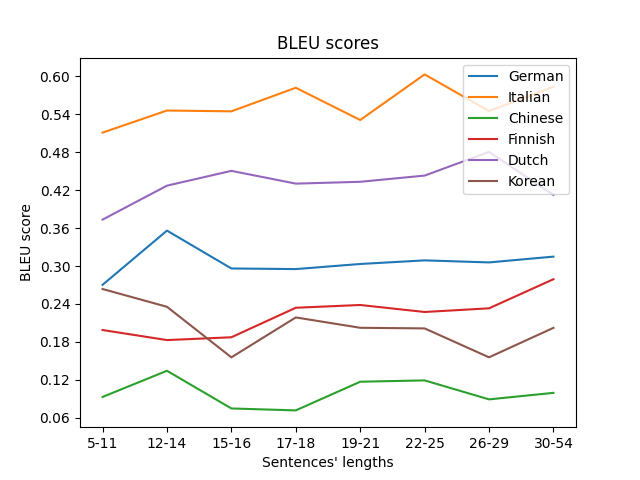 BLEU scores
German
Italian
Chinese
Finnish
Dutch
Korean
BLEU score
0.60
0.54
0.48
0.42
0.36
0.30
0.24
0.18
0.12
0.06
5-11 12-14 15-16 17-18 19-21 22-25 26-29 30-54
Sentences' lengths